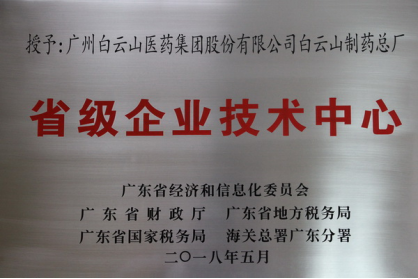 授予:广州白云山医药集团股份有限公司白云山制药总厂
省级企业技术中心
广东省经济和信息化委员会
广东省财政厅 广东省地方税务局
广东省国家税务局 海关总署广东分署
二〇一八年五月